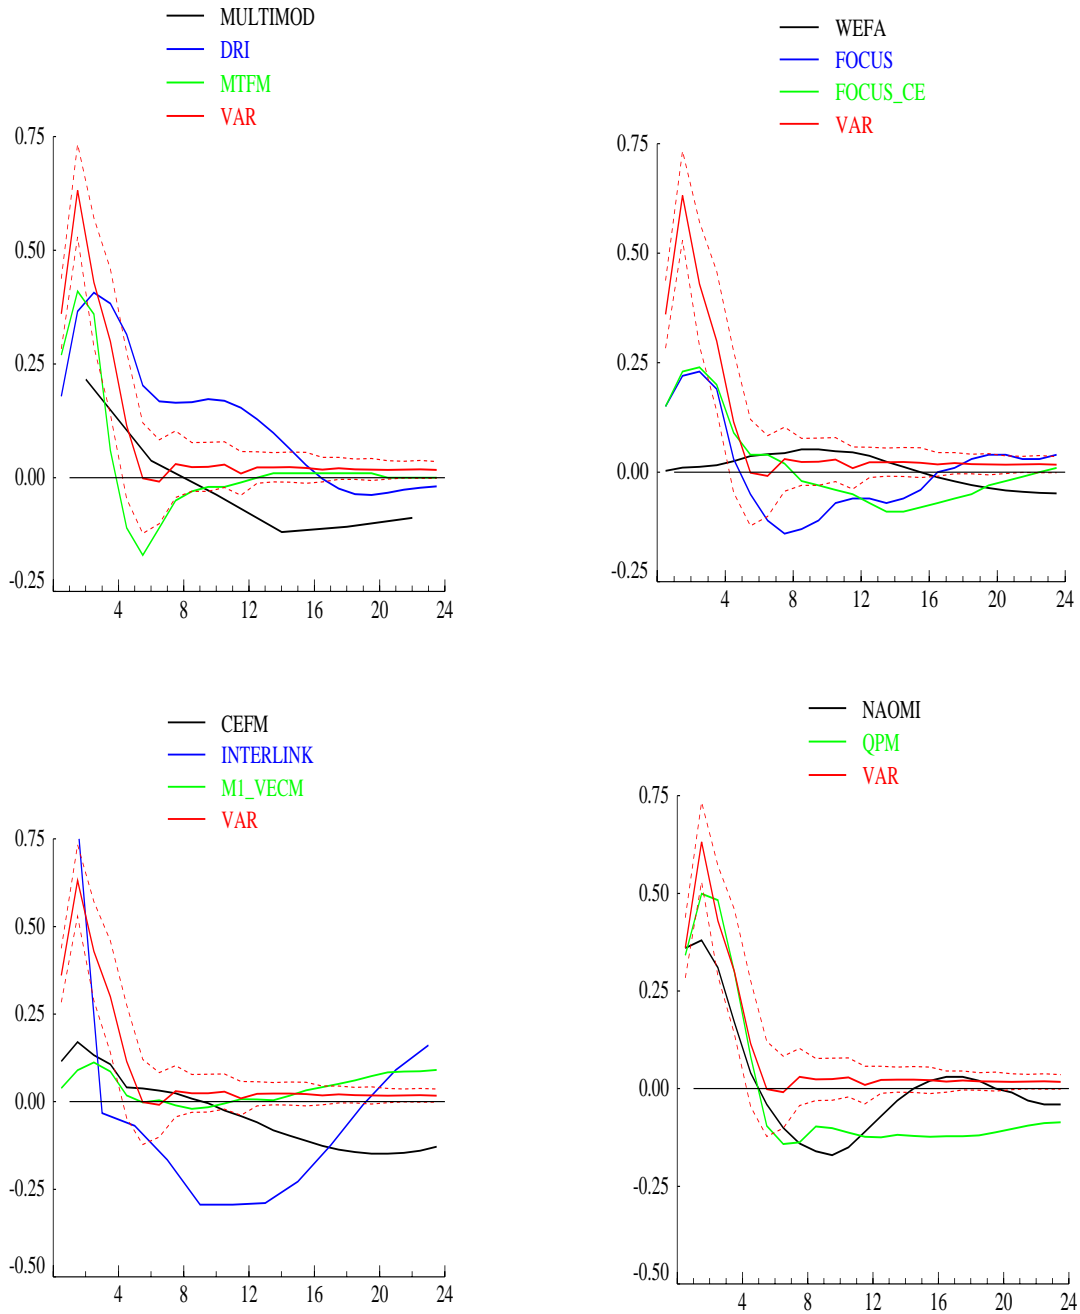 MULTIMOD
DRI
MTFM
VAR
0.75
0.50
0.25
0.00
-0.25
4 8 12 16 20 24
WEFA
FOCUS
FOCUS_CE
VAR
0.75
0.50
0.25
0.00
-0.25
4 8 12 16 20 24
CEFM
INTERLINK
M1_VECM
VAR
0.75
0.50
0.25
0.00
-0.25
-0.50
4 8 12 16 20 24
NAOMI
QPM
VAR
0.75
0.50
0.25
0.00
-0.25
-0.50
4 8 12 16 20 24